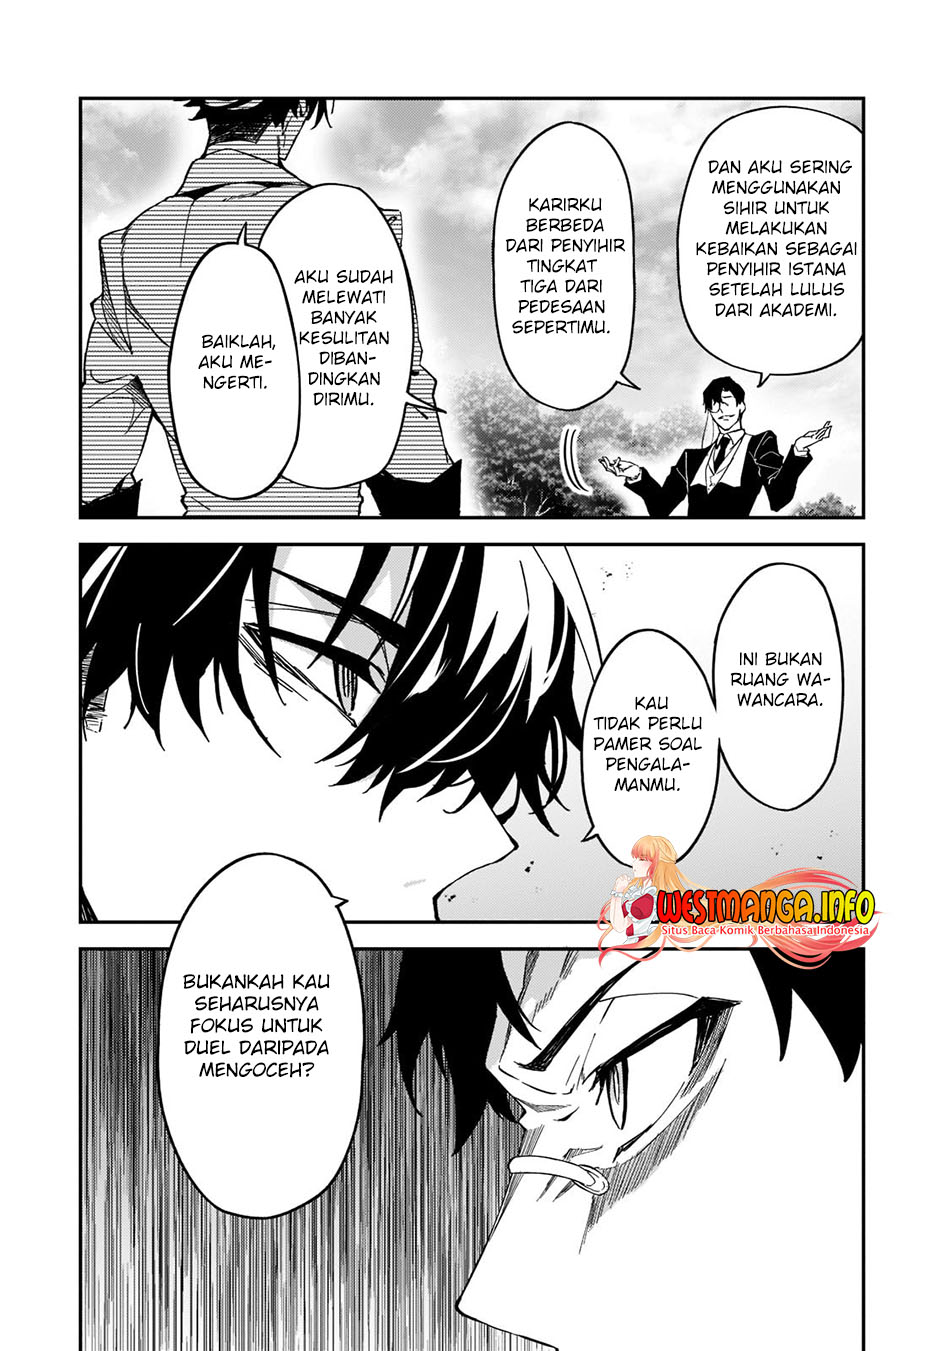 DAN AKU SERING
MENGGUNAKAN
SIHIR UNTUK
MELAKUKAN
KEBAIKAN SEBAGAI
PENYIHIR ISTANA
SETELAH LULUS
DARI AKADEMI.
KARIRKU
BERBEDA
DARI PENYIHIR
TINGKAT
TIGA DARI
PEDESAAN
SEPERTIMU.
AKU SUDAH
MELEWATI
BANYAK
KESULITAN
DIBAN-
DINGKAN
DIRIMU.
BAIKLAH,
AKU ME-
NGERTI.
INI BUKAN
RUANG WA-
WANCARA.
KAU
TIDAK PERLU
PAMER SOAL
PENGALA-
MANMU.
WESTMANGA.INFO
Situs Baca Komik Berbahasa Indonesia
BUKANKAH KAU
SEHARUSNYA
FOKUS UNTUK
DUEL DARIPADA
MENGOCEH?